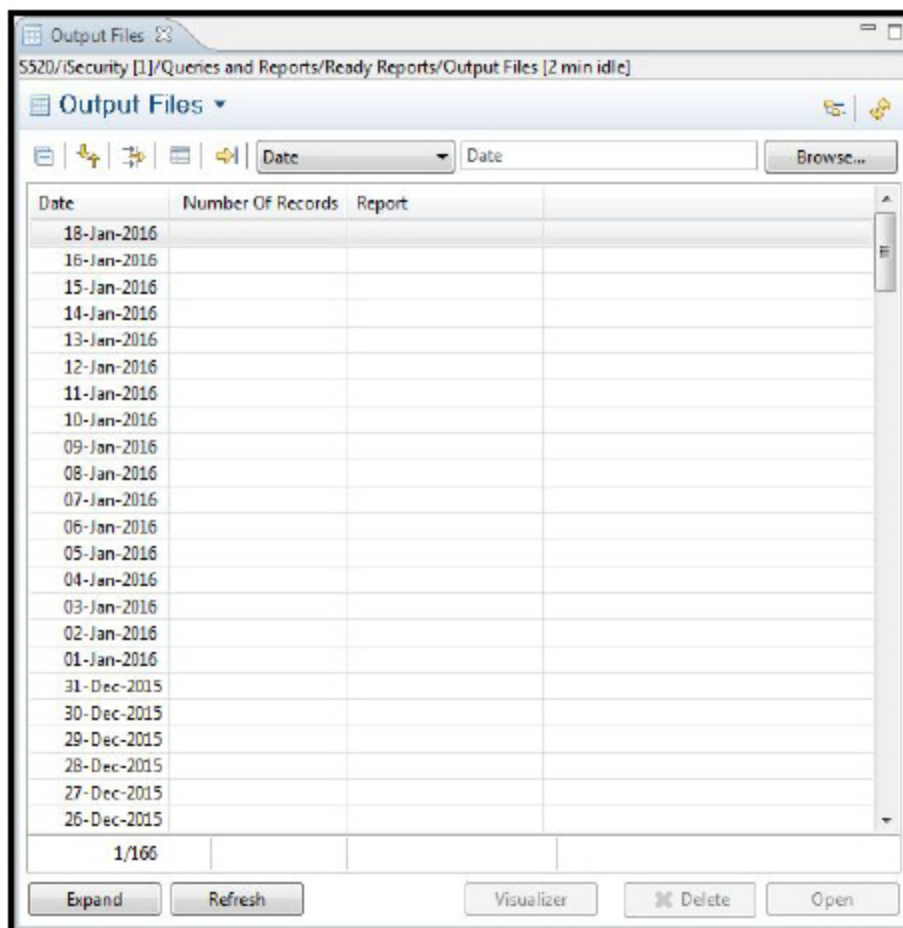 Output Files
S520/iSecurity [1]/Queries and Reports/Ready Reports/Output Files [2 min idle]
Output Files
Date Date Browse...
Date Number Of Records Report
18-Jan-2016
16-Jan-2016
15-Jan-2016
14-Jan-2016
13-Jan-2016
12-Jan-2016
11-Jan-2016
10-Jan-2016
09-Jan-2016
08-Jan-2016
07-Jan-2016
06-Jan-2016
05-Jan-2016
04-Jan-2016
03-Jan-2016
02-Jan-2016
01-Jan-2016
31-Dec-2015
30-Dec-2015
29-Dec-2015
28-Dec-2015
27-Dec-2015
26-Dec-2015
1/166
Expand Refresh Visualizer Delete Open